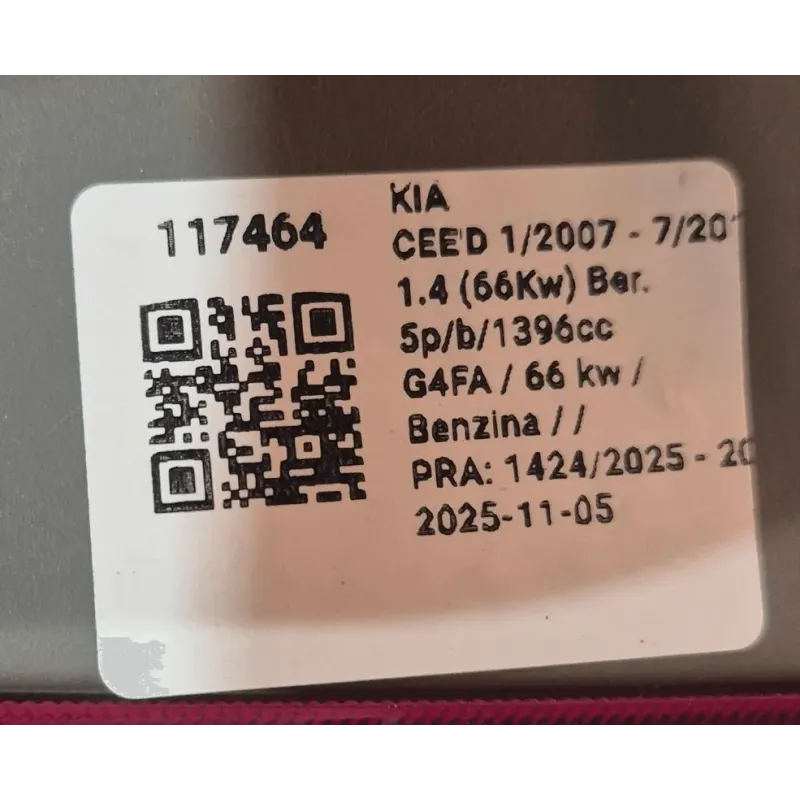 117464
KIA
CEE'D 1/2007 - 7/20
1.4 (66Kw) Ber.
5p/b/1396cc
G4FA / 66 kw /
Benzina / /
PRA: 1424/2025 - 20
2025-11-05